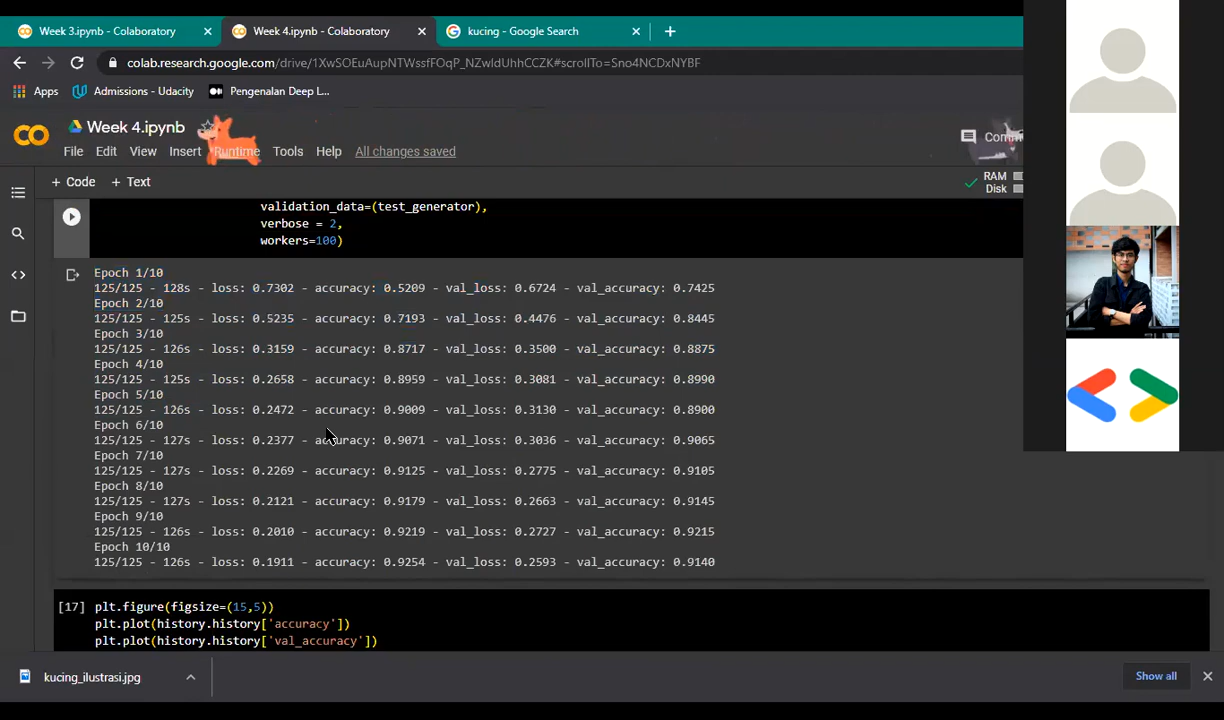 Week 3.ipynb - Colaboratory
Week 4.ipynb - Colaboratory
kucing - Google Search
colab.research.google.com/drive/1XwSOEuAupNTWssfFOqP_NZwldUhhCCZK#scrollTo=Sno4NCDxNYBF
Apps
Admissions - Udacity
Pengenalan Deep L...
Week 4.ipynb
File Edit View Insert Runtime Tools Help All changes saved
+ Code + Text
RAM
Disk
validation_data=(test_generator),
verbose = 2,
workers=100)
Epoch 1/10
125/125 - 128s - loss: 0.7302 - accuracy: 0.5209 - val_loss: 0.6724 - val_accuracy: 0.7425
Epoch 2/10
125/125 - 125s - loss: 0.5235 - accuracy: 0.7193 - val_loss: 0.4476 - val_accuracy: 0.8445
Epoch 3/10
125/125 - 126s - loss: 0.3159 - accuracy: 0.8717 - val_loss: 0.3500 - val_accuracy: 0.8875
Epoch 4/10
125/125 - 125s - loss: 0.2658 - accuracy: 0.8959 - val_loss: 0.3081 - val_accuracy: 0.8990
Epoch 5/10
125/125 - 126s - loss: 0.2472 - accuracy: 0.9009 - val_loss: 0.3130 - val_accuracy: 0.8900
Epoch 6/10
125/125 - 127s - loss: 0.2377 - accuracy: 0.9071 - val_loss: 0.3036 - val_accuracy: 0.9065
Epoch 7/10
125/125 - 127s - loss: 0.2269 - accuracy: 0.9125 - val_loss: 0.2775 - val_accuracy: 0.9105
Epoch 8/10
125/125 - 127s - loss: 0.2121 - accuracy: 0.9179 - val_loss: 0.2663 - val_accuracy: 0.9145
Epoch 9/10
125/125 - 126s - loss: 0.2010 - accuracy: 0.9219 - val_loss: 0.2727 - val_accuracy: 0.9215
Epoch 10/10
125/125 - 126s - loss: 0.1911 - accuracy: 0.9254 - val_loss: 0.2593 - val_accuracy: 0.9140
[17] plt.figure(figsize=(15,5))
plt.plot(history.history['accuracy'])
plt.plot(history.history['val_accuracy'])
kucing_ilustrasi.jpg
Show all